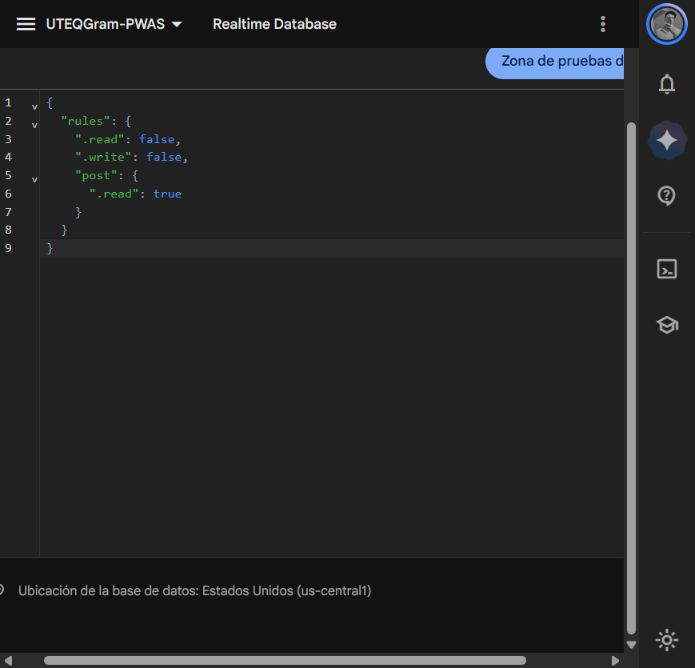 UTEQGram-PWAS
Realtime Database
Zona de pruebas d
1 {
2 "rules": {
3 ".read": false,
4 ".write": false,
5 "post": {
6 ".read": true
7 }
8 }
9 }
Ubicación de la base de datos: Estados Unidos (us-central1)